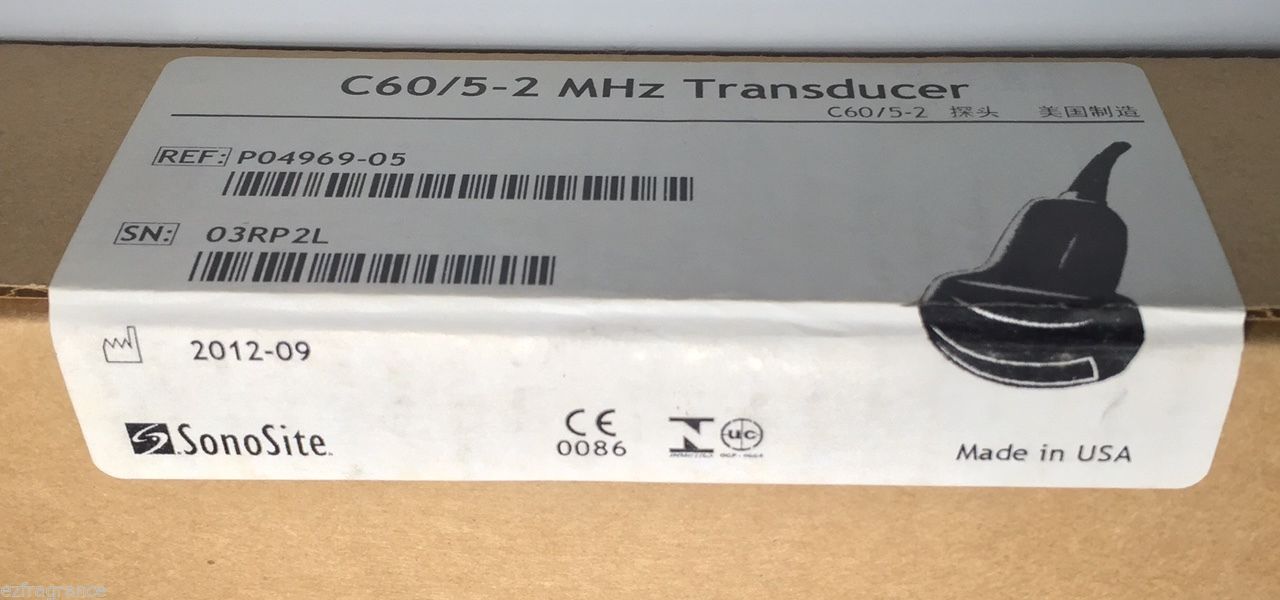 C60/5-2 MHz Transducer
C60/5-2 探头 美国制造
REF: P04969-05
SN: 03RP2L
2012-09
SonoSite
CE
0086
UC
Made in USA
ezfragrance